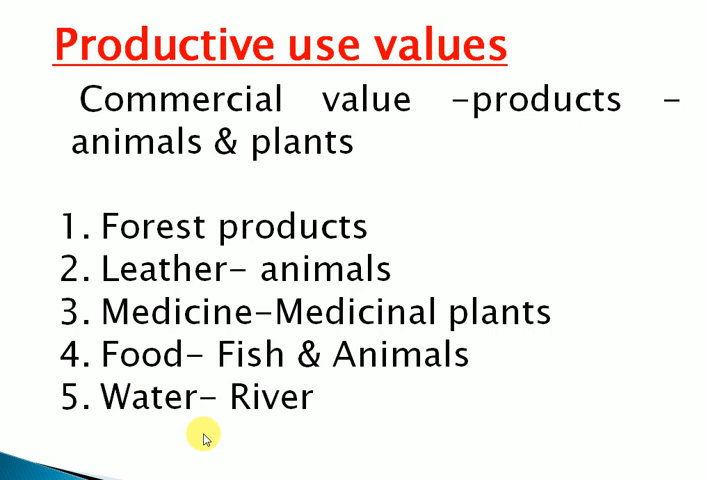 Productive use values
Commercial value -products -
animals & plants
1. Forest products
2. Leather- animals
3. Medicine-Medicinal plants
4. Food- Fish & Animals
5. Water- River